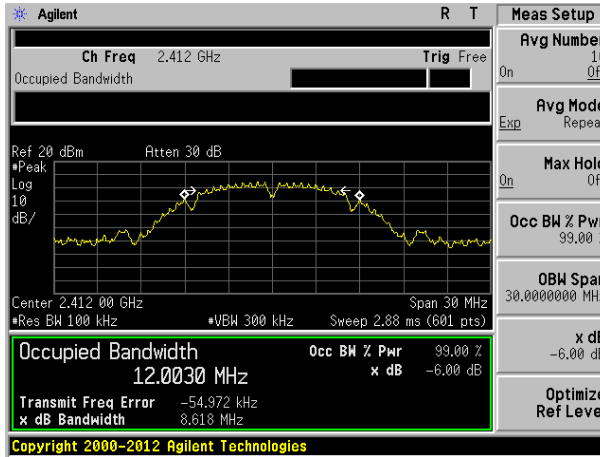 Agilent R T Meas Setup
Ch Freq 2.412 GHz Trig Free
Occupied Bandwidth
Avg Number
10
On Off
Avg Mode
Exp Repeat
Max Hold
On Off
Occ BW % Pwr
99.00 %
OBW Span
30.0000000 MHz
x dB
-6.00 dB
Optimize
Ref Level
Ref 20 dBm Atten 30 dB
#Peak
Log
10
dB/
Center 2.412 00 GHz Span 30 MHz
#Res BW 100 kHz #VBW 300 kHz Sweep 2.88 ms (601 pts)
Occupied Bandwidth Occ BW % Pwr 99.00 %
12.0030 MHz x dB -6.00 dB
Transmit Freq Error -54.972 kHz
x dB Bandwidth 8.618 MHz
Copyright 2000-2012 Agilent Technologies